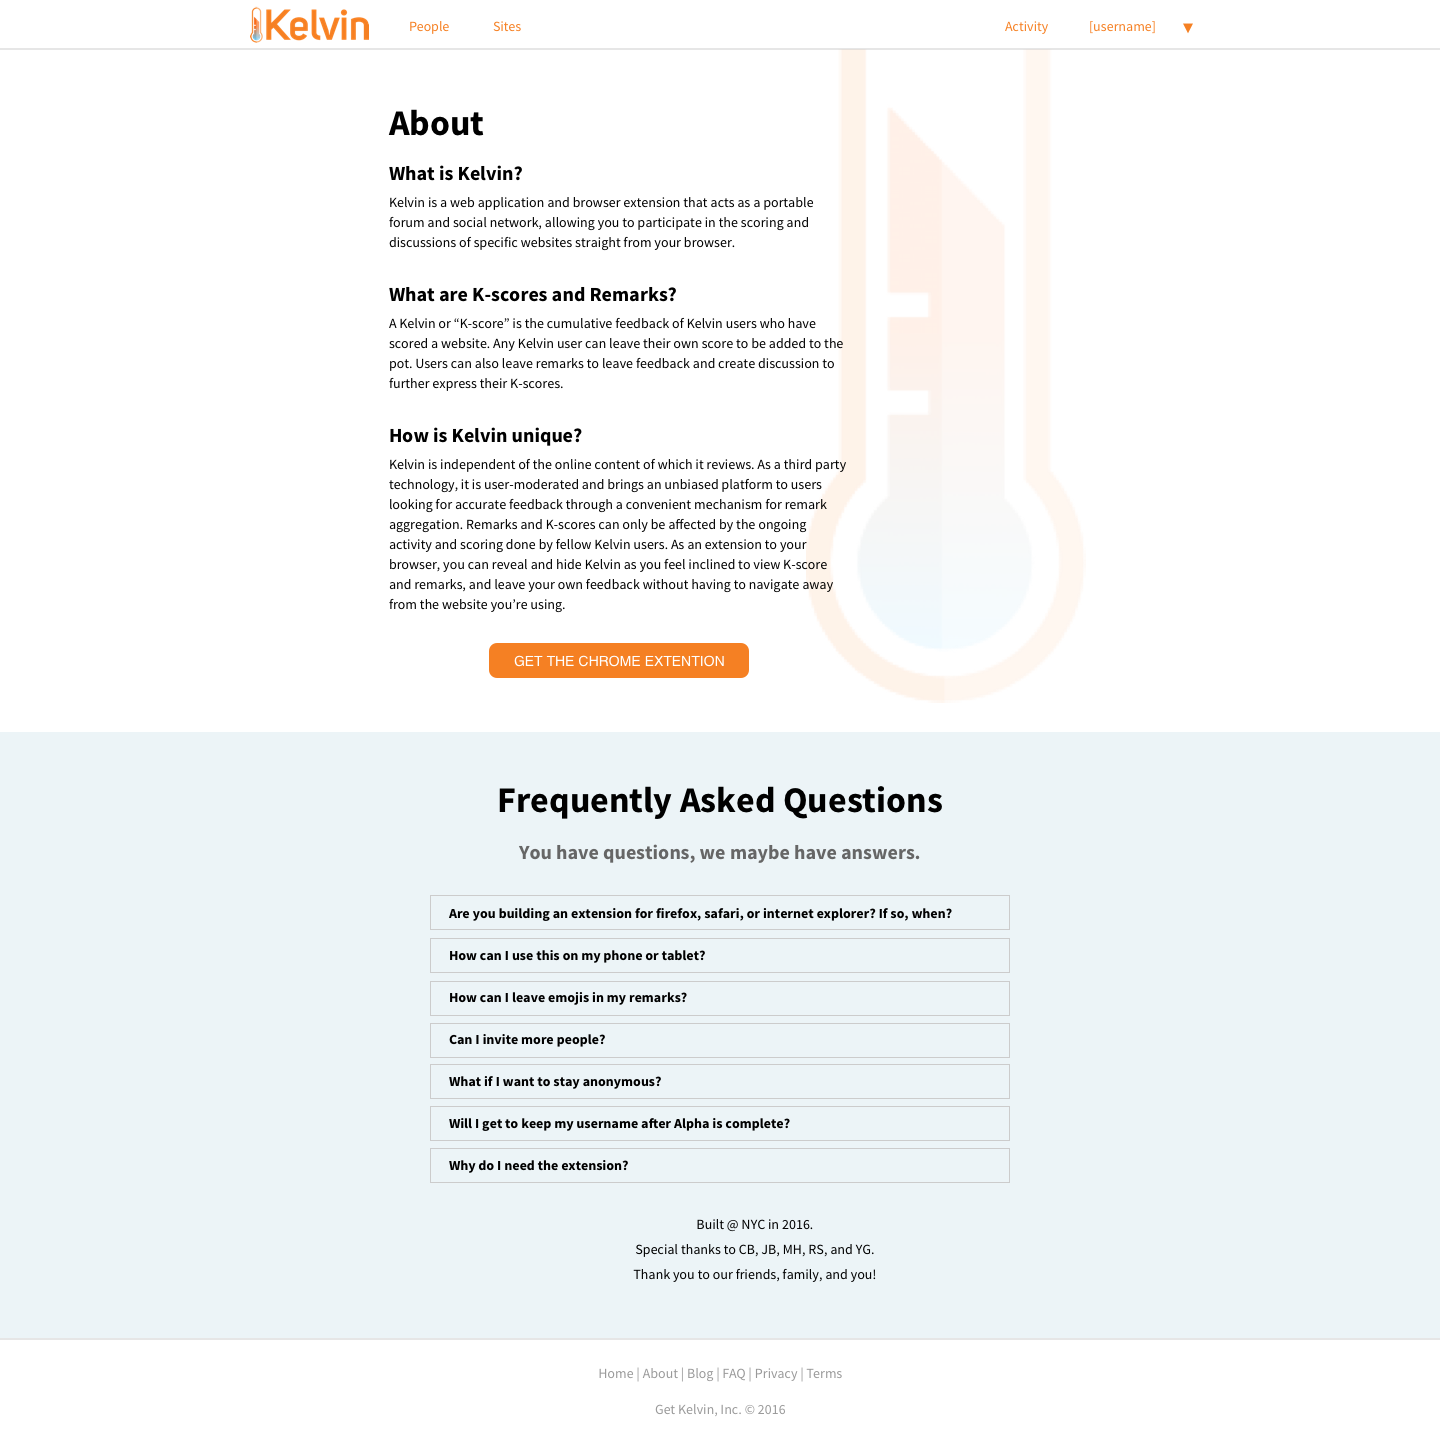 Kelvin People Sites Activity [username] ▼
About
What is Kelvin?
Kelvin is a web application and browser extension that acts as a portable
forum and social network, allowing you to participate in the scoring and
discussions of specific websites straight from your browser.
What are K-scores and Remarks?
A Kelvin or “K-score” is the cumulative feedback of Kelvin users who have
scored a website. Any Kelvin user can leave their own score to be added to the
pot. Users can also leave remarks to leave feedback and create discussion to
further express their K-scores.
How is Kelvin unique?
Kelvin is independent of the online content of which it reviews. As a third party
technology, it is user-moderated and brings an unbiased platform to users
looking for accurate feedback through a convenient mechanism for remark
aggregation. Remarks and K-scores can only be affected by the ongoing
activity and scoring done by fellow Kelvin users. As an extension to your
browser, you can reveal and hide Kelvin as you feel inclined to view K-score
and remarks, and leave your own feedback without having to navigate away
from the website you’re using.
GET THE CHROME EXTENTION
Frequently Asked Questions
You have questions, we maybe have answers.
Are you building an extension for firefox, safari, or internet explorer? If so, when?
How can I use this on my phone or tablet?
How can I leave emojis in my remarks?
Can I invite more people?
What if I want to stay anonymous?
Will I get to keep my username after Alpha is complete?
Why do I need the extension?
Built @ NYC in 2016.
Special thanks to CB, JB, MH, RS, and YG.
Thank you to our friends, family, and you!
Home | About | Blog | FAQ | Privacy | Terms
Get Kelvin, Inc. © 2016